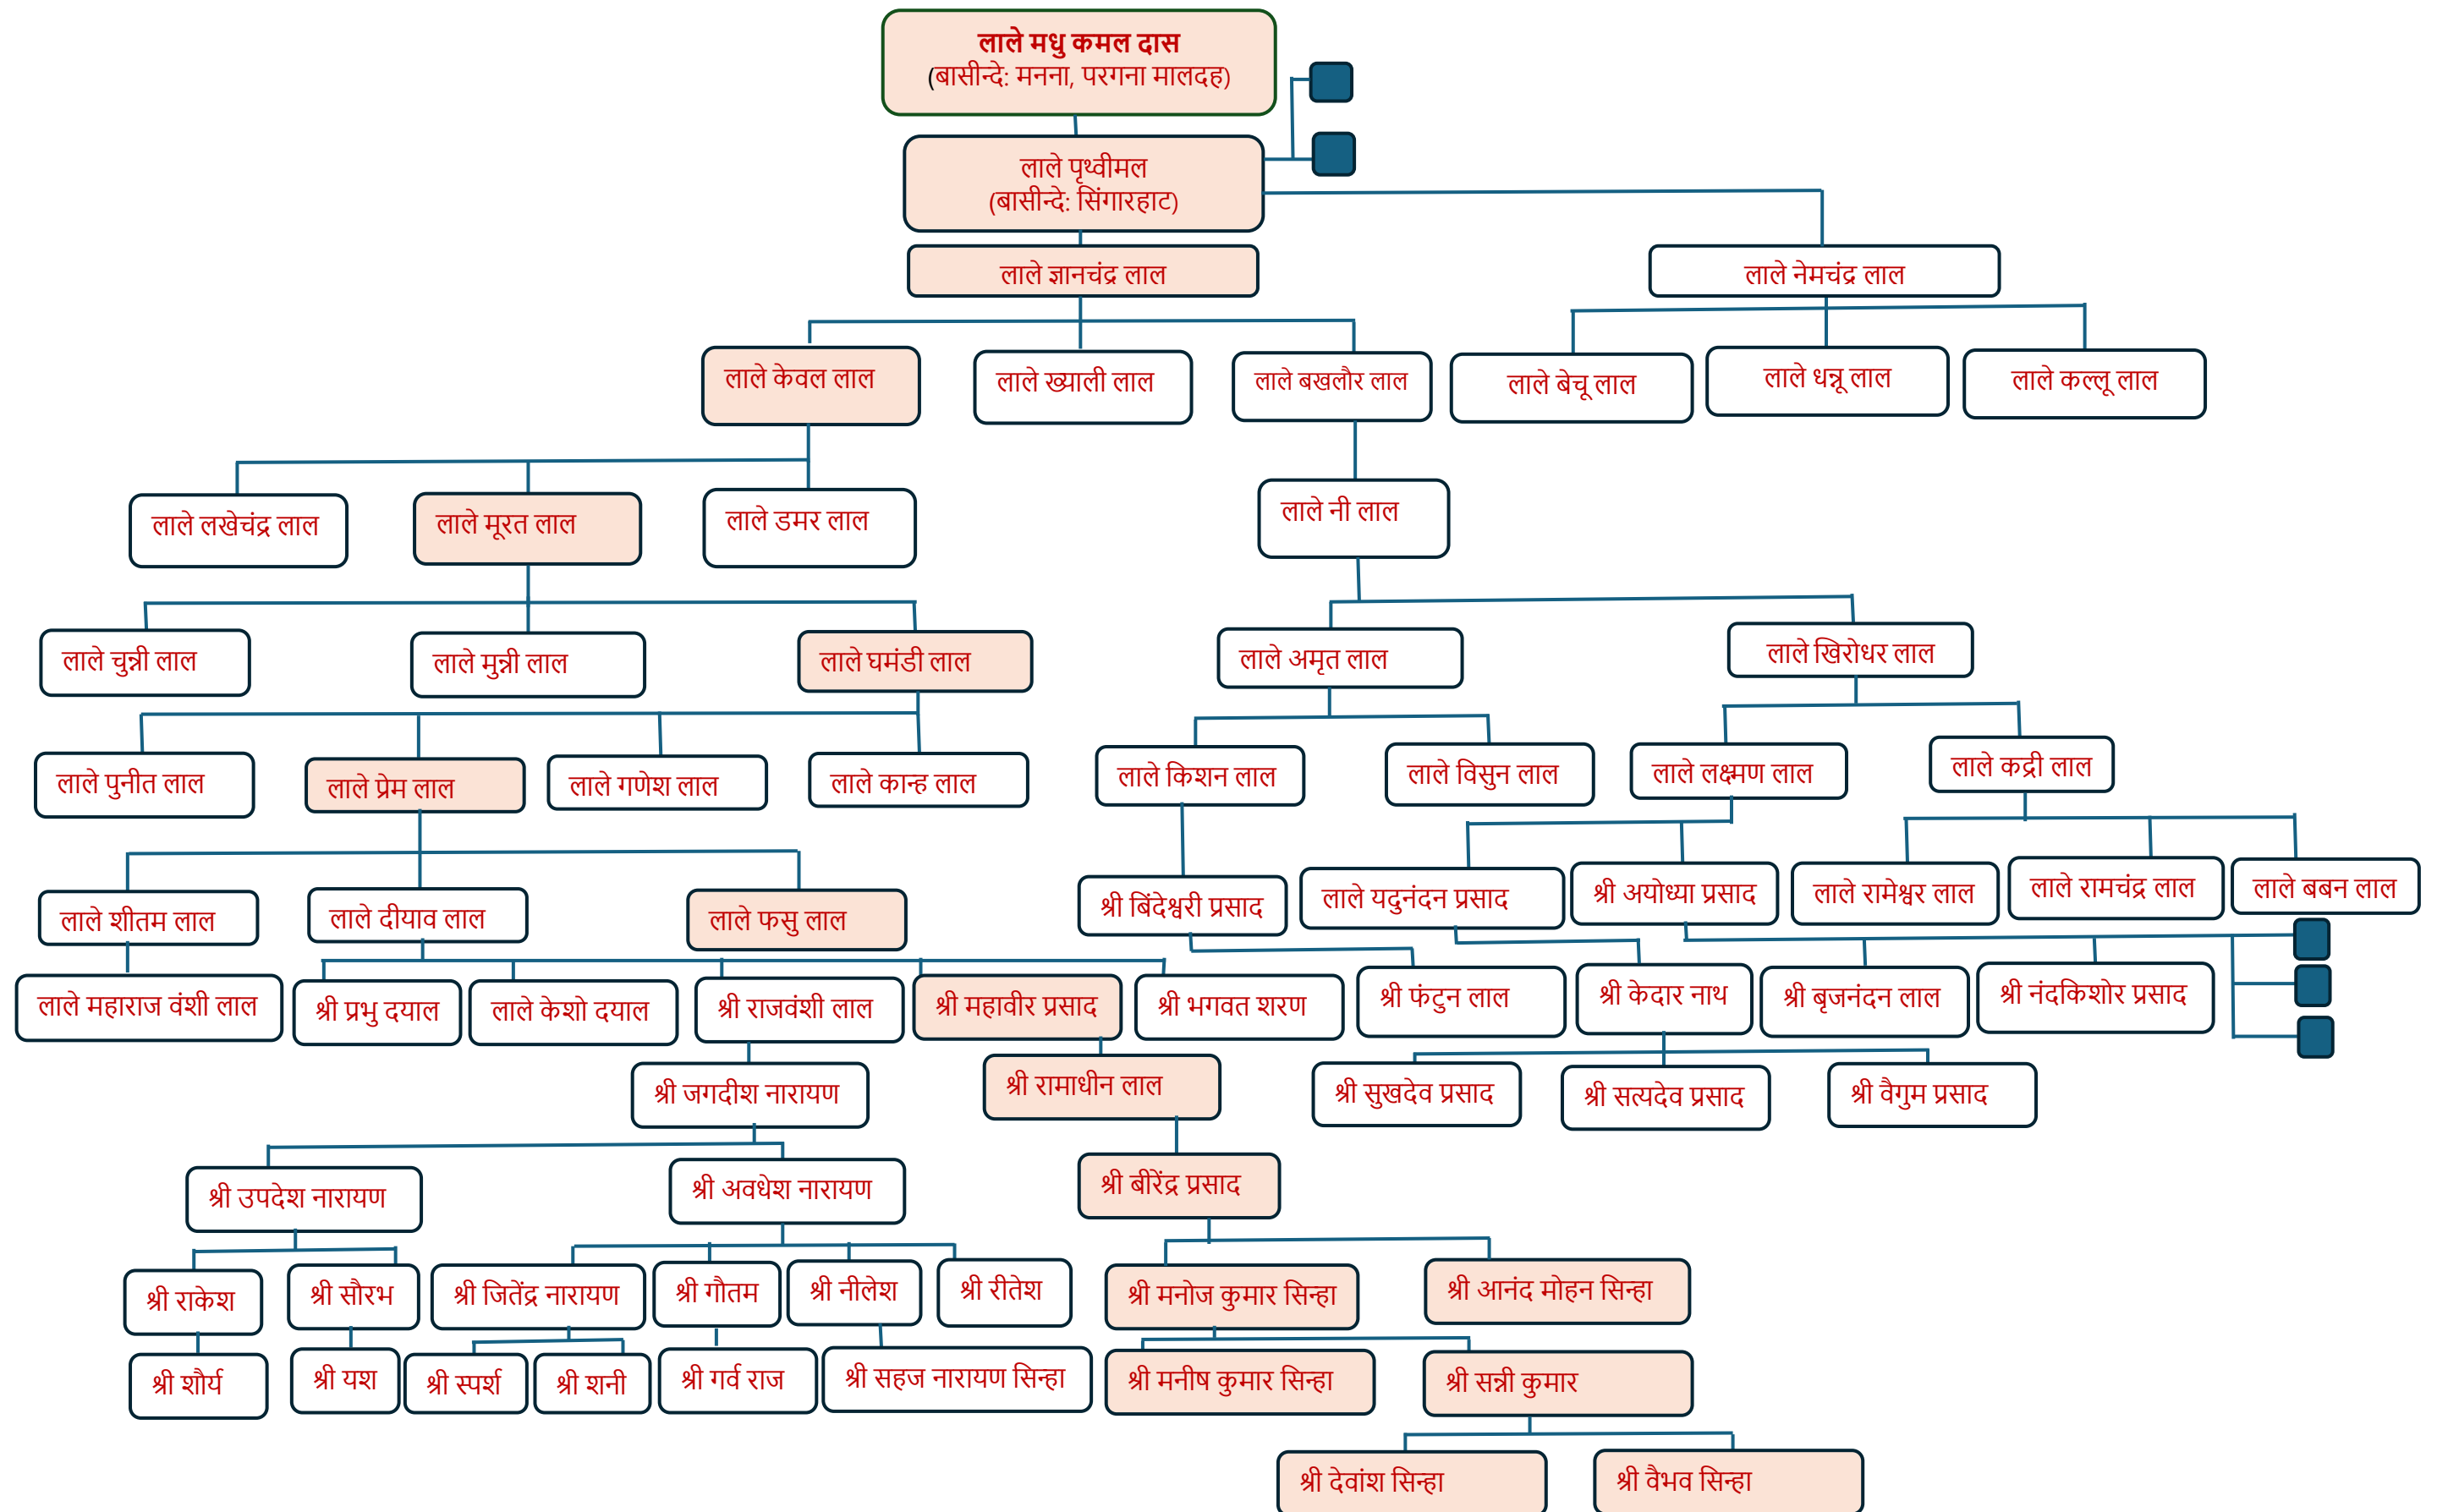 लाले मधु कमल दास
(बासीन्दे: मनना, परगना मालदह)
लाले पृथ्वीमल
(बासीन्दे: सिंगारहाट)
लाले ज्ञानचंद्र लाल
लाले नेमचंद्र लाल
लाले केवल लाल
लाले ख्याली लाल
लाले बखलौर लाल
लाले बेचू लाल
लाले धन्नू लाल
लाले कल्लू लाल
लाले लखेचंद्र लाल
लाले मूरत लाल
लाले डमर लाल
लाले नी लाल
लाले चुन्नी लाल
लाले मुन्नी लाल
लाले घमंडी लाल
लाले अमृत लाल
लाले खिरोधर लाल
लाले पुनीत लाल
लाले प्रेम लाल
लाले गणेश लाल
लाले कान्ह लाल
लाले किशन लाल
लाले विसुन लाल
लाले लक्ष्मण लाल
लाले कद्री लाल
लाले शीतम लाल
लाले दीयाव लाल
लाले फसु लाल
श्री बिंदेश्वरी प्रसाद
लाले यदुनंदन प्रसाद
श्री अयोध्या प्रसाद
लाले रामेश्वर लाल
लाले रामचंद्र लाल
लाले बबन लाल
लाले महाराज वंशी लाल
श्री प्रभु दयाल
लाले केशो दयाल
श्री राजवंशी लाल
श्री महावीर प्रसाद
श्री भगवत शरण
श्री फंटुन लाल
श्री केदार नाथ
श्री बृजनंदन लाल
श्री नंदकिशोर प्रसाद
श्री जगदीश नारायण
श्री रामाधीन लाल
श्री सुखदेव प्रसाद
श्री सत्यदेव प्रसाद
श्री वैगुम प्रसाद
श्री उपदेश नारायण
श्री अवधेश नारायण
श्री बीरेंद्र प्रसाद
श्री राकेश
श्री सौरभ
श्री जितेंद्र नारायण
श्री गौतम
श्री नीलेश
श्री रीतेश
श्री मनोज कुमार सिन्हा
श्री आनंद मोहन सिन्हा
श्री शौर्य
श्री यश
श्री स्पर्श
श्री शनी
श्री गर्व राज
श्री सहज नारायण सिन्हा
श्री मनीष कुमार सिन्हा
श्री सन्नी कुमार
श्री देवांश सिन्हा
श्री वैभव सिन्हा